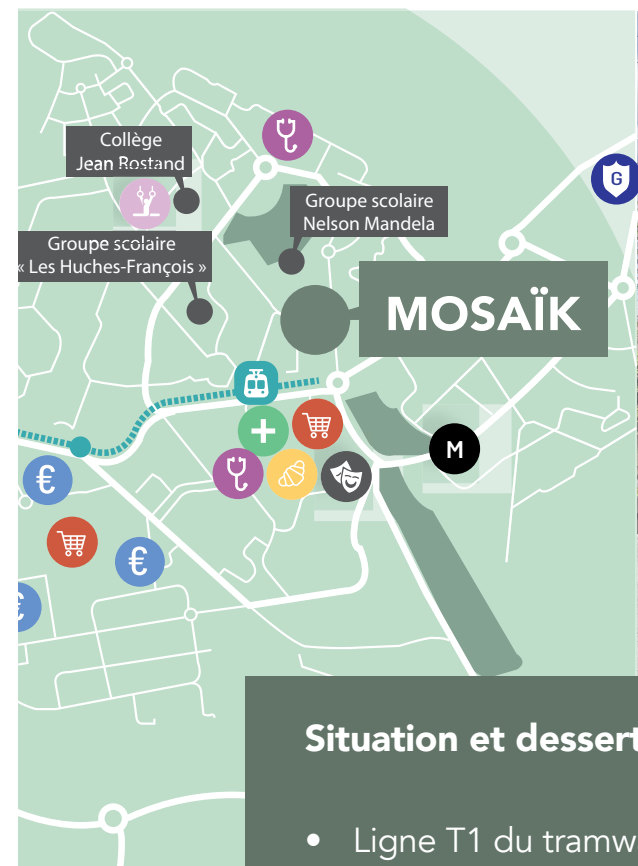 Collège
Jean Rostand
Groupe scolaire
Nelson Mandela
G
Groupe scolaire
« Les Huches-François »
MOSAÏK
M
€
€
€
Situation et dessert
• Ligne T1 du tramw